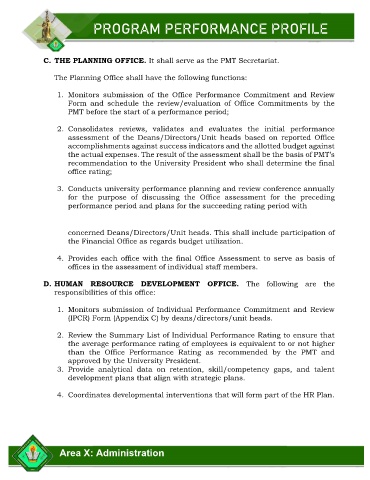 PROGRAM PERFORMANCE PROFILE
C. THE PLANNING OFFICE. It shall serve as the PMT Secretariat.
The Planning Office shall have the following functions:
1. Monitors submission of the Office Performance Commitment and Review
Form and schedule the review/evaluation of Office Commitments by the
PMT before the start of a performance period;
2. Consolidates reviews, validates and evaluates the initial performance
assessment of the Deans/Directors/Unit heads based on reported Office
accomplishments against success indicators and the allotted budget against
the actual expenses. The result of the assessment shall be the basis of PMT's
recommendation to the University President who shall determine the final
office rating;
3. Conducts university performance planning and review conference annually
for the purpose of discussing the Office assessment for the preceding
performance period and plans for the succeeding rating period with
concerned Deans/Directors/Unit heads. This shall include participation of
the Financial Office as regards budget utilization.
4. Provides each office with the final Office Assessment to serve as basis of
offices in the assessment of individual staff members.
D. HUMAN RESOURCE DEVELOPMENT OFFICE. The following are the
responsibilities of this office:
1. Monitors submission of Individual Performance Commitment and Review
(IPCR) Form (Appendix C) by deans/directors/unit heads.
2. Review the Summary List of Individual Performance Rating to ensure that
the average performance rating of employees is equivalent to or not higher
than the Office Performance Rating as recommended by the PMT and
approved by the University President.
3. Provide analytical data on retention, skill/competency gaps, and talent
development plans that align with strategic plans.
4. Coordinates developmental interventions that will form part of the HR Plan.
Area X: Administration